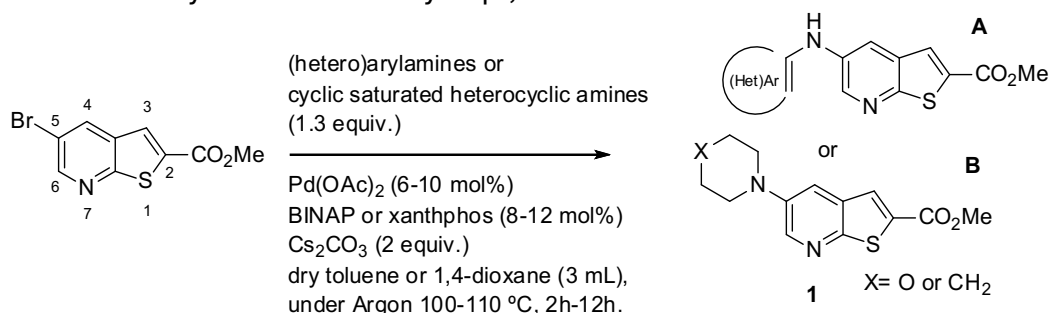 (hetero)arylamines or
cyclic saturated heterocyclic amines
(1.3 equiv.)
Pd(OAc)2 (6-10 mol%)
BINAP or xanthphos (8-12 mol%)
Cs2CO3 (2 equiv.)
dry toluene or 1,4-dioxane (3 mL),
under Argon 100-110 ºC, 2h-12h.
Br
5
4
3
6
N
7
S
1
2
CO2Me
(Het)Ar
H
N
N
S
CO2Me
A
or
X
N
N
S
CO2Me
B
1
X= O or CH2